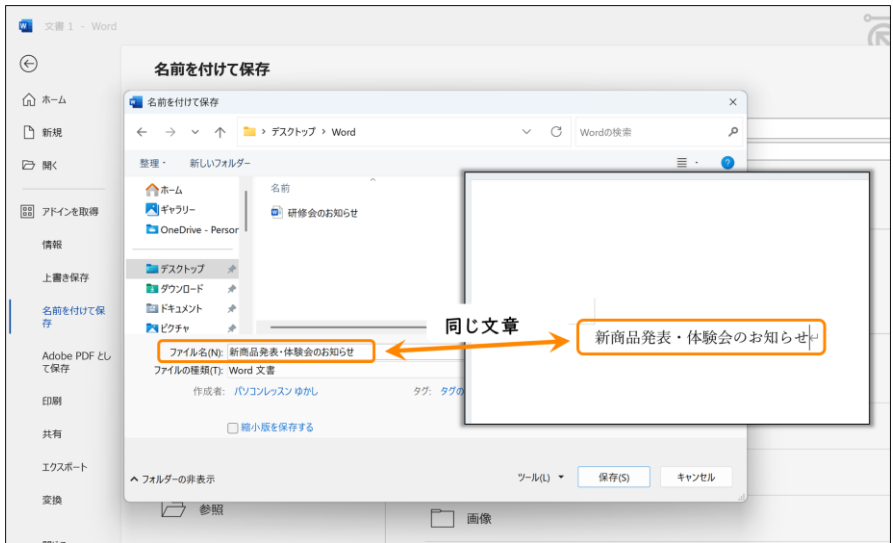 文書 1 - Word
名前を付けて保存
ホーム
新規
開く
アドインを取得
情報
上書き保存
名前を付けて保
存
Adobe PDF とし
て保存
印刷
共有
エクスポート
変換
名前を付けて保存
デスクトップ › Word
Wordの検索
整理
新しいフォルダー
ホーム
ギャラリー
OneDrive - Person
デスクトップ
ダウンロード
ドキュメント
ピクチャ
名前
研修会のお知らせ
ファイル名(N): 新商品発表・体験会のお知らせ
ファイルの種類(T): Word 文書
作成者: パソコンレッスン ゆかし
タグ: タグの
縮小版を保存する
フォルダーの非表示
ツール(L)
保存(S)
キャンセル
同じ文章
新商品発表・体験会のお知らせ
参照
画像